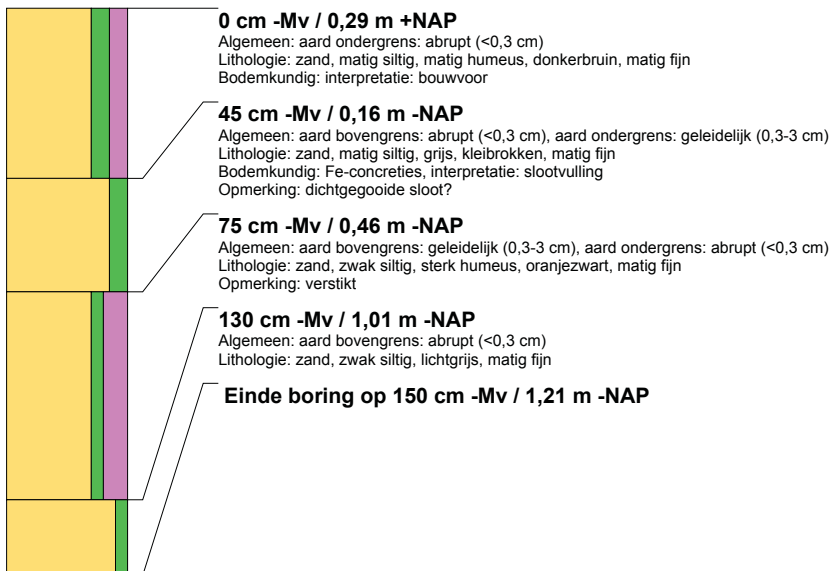 0 cm -Mv / 0,29 m +NAP
Algemeen: aard ondergrens: abrupt (<0,3 cm)
Lithologie: zand, matig siltig, matig humeus, donkerbruin, matig fijn
Bodemkundig: interpretatie: bouwvoor
45 cm -Mv / 0,16 m -NAP
Algemeen: aard bovengrens: abrupt (<0,3 cm), aard ondergrens: geleidelijk (0,3-3 cm)
Lithologie: zand, matig siltig, grijs, kleibrokken, matig fijn
Bodemkundig: Fe-concreties, interpretatie: slootvulling
Opmerking: dichtgegooide sloot?
75 cm -Mv / 0,46 m -NAP
Algemeen: aard bovengrens: geleidelijk (0,3-3 cm), aard ondergrens: abrupt (<0,3 cm)
Lithologie: zand, zwak siltig, sterk humeus, oranjezwart, matig fijn
Opmerking: verstikt
130 cm -Mv / 1,01 m -NAP
Algemeen: aard bovengrens: abrupt (<0,3 cm)
Lithologie: zand, zwak siltig, lichtgrijs, matig fijn
Einde boring op 150 cm -Mv / 1,21 m -NAP